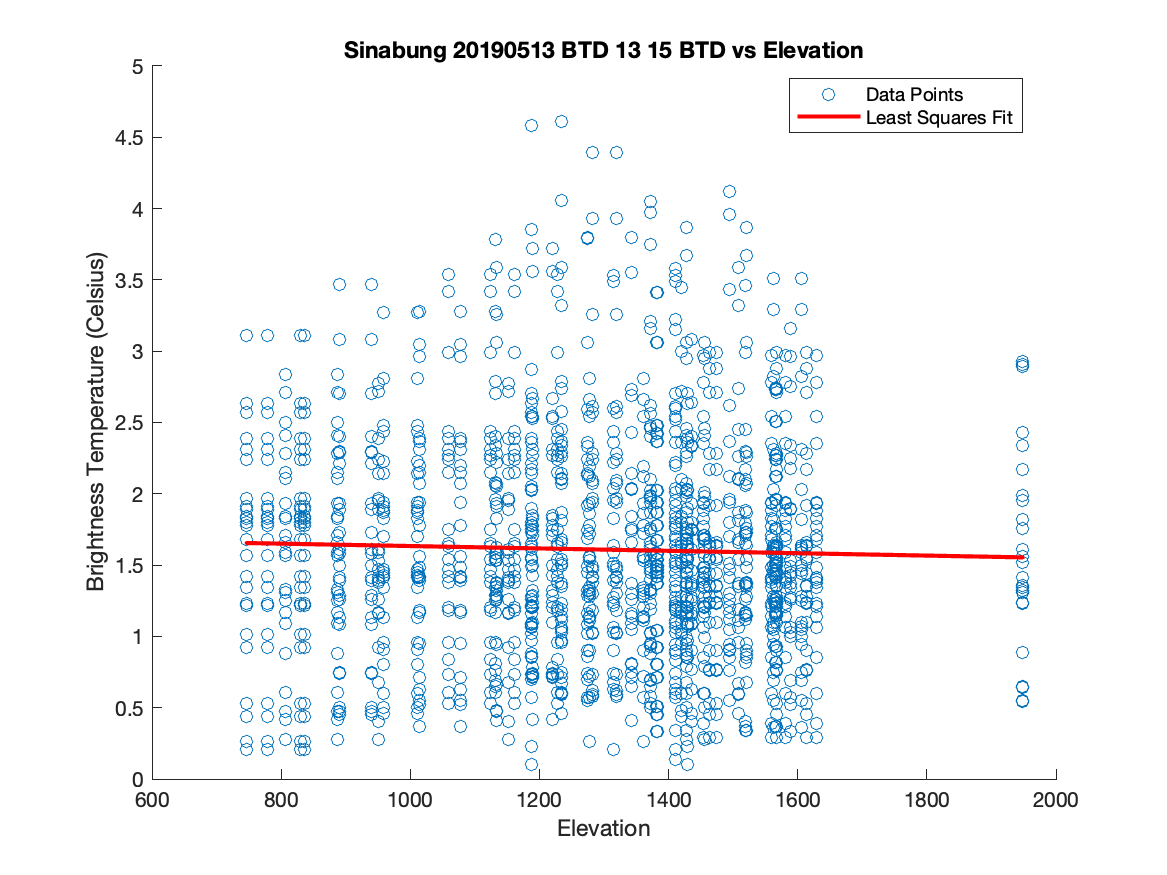 Sinabung 20190513 BTD 13 15 BTD vs Elevation
Data Points
Least Squares Fit
Brightness Temperature (Celsius)
5
4.5
4
3.5
3
2.5
2
1.5
1
0.5
0
600 800 1000 1200 1400 1600 1800 2000
Elevation